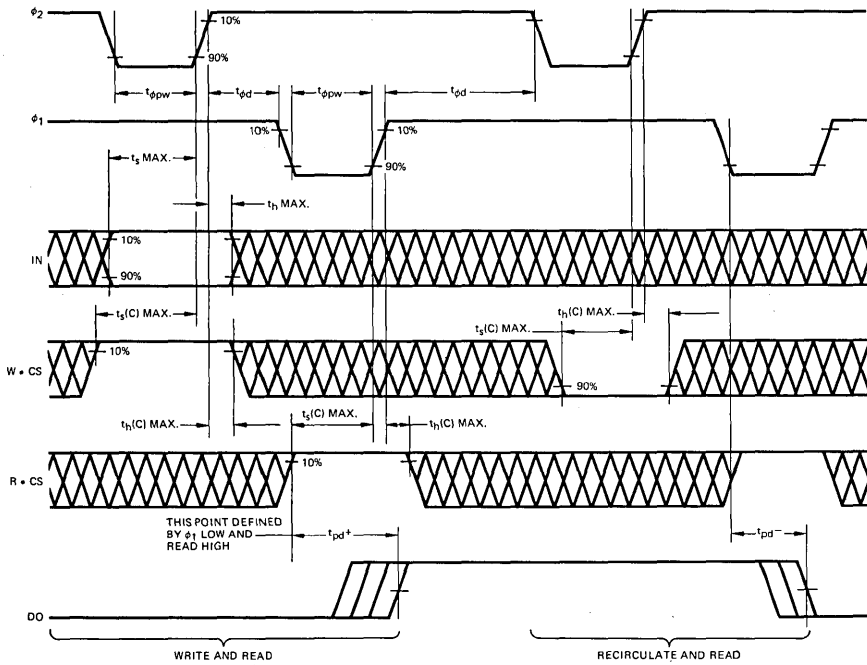 ϕ2
10%
90%
tϕpw
tϕd
tϕpw
tϕd
ϕ1
10%
10%
90%
ts MAX.
th MAX.
IN
10%
90%
ts(C) MAX.
th(C) MAX.
ts(C) MAX.
W • CS
10%
90%
th(C) MAX.
ts(C) MAX.
th(C) MAX.
R • CS
10%
THIS POINT DEFINED
BY ϕ1 LOW AND
READ HIGH
tpd+
tpd−
DO
WRITE AND READ
RECIRCULATE AND READ